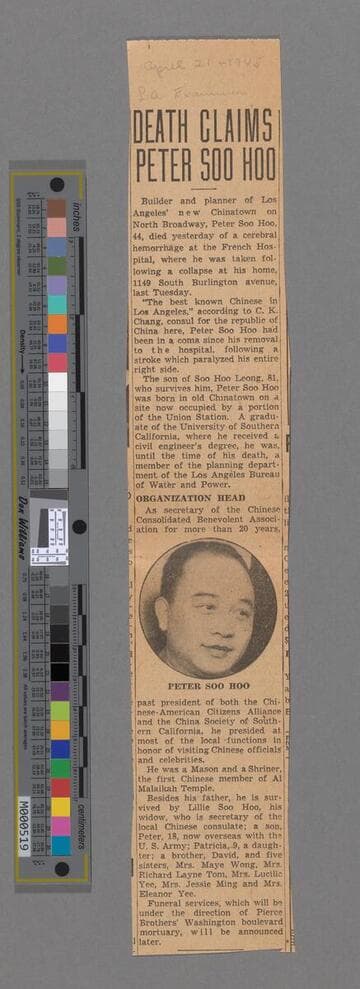 April 21-1945
L.A. Examiner
DEATH CLAIMS
PETER SOO HOO
Builder and planner of Los
Angeles' new Chinatown on
North Broadway, Peter Soo Hoo,
44, died yesterday of a cerebral
hemorrhage at the French Hos-
pital, where he was taken fol-
lowing a collapse at his home,
1149 South Burlington avenue,
last Tuesday.
"The best known Chinese in
Los Angeles," according to C. K.
Chang, consul for the republic of
China here, Peter Soo Hoo had
been in a coma since his removal
to the hospital, following a
stroke which paralyzed his entire
right side.
The son of Soo Hoo Leong, 81,
who survives him, Peter Soo Hoo
was born in old Chinatown on a
site now occupied by a portion
of the Union Station. A gradu-
ate of the University of Southern
California, where he received a
civil engineer's degree, he was,
until the time of his death, a
member of the planning depart-
ment of the Los Angeles Bureau
of Water and Power.
ORGANIZATION HEAD
As secretary of the Chinese
Consolidated Benevolent Associ-
ation for more than 20 years,
PETER SOO HOO
past president of both the Chi-
nese-American Citizens Alliance
and the China Society of South-
ern California, he presided at
most of the local functions in
honor of visiting Chinese officials
and celebrities.
He was a Mason and a Shriner,
the first Chinese member of Al
Malaikah Temple.
Besides his father, he is sur-
vived by Lillie Soo Hoo, his
widow, who is secretary of the
local Chinese consulate; a son,
Peter, 18, now overseas with the
U. S. Army; Patricia, 9, a daugh-
ter; a brother, David, and five
sisters, Mrs. Maye Wong, Mrs.
Richard Layne Tom, Mrs. Lucille
Yee, Mrs. Jessie Ming and Mrs.
Eleanor Yee.
Funeral services, which will be
under the direction of Pierce
Brothers' Washington boulevard
mortuary, will be announced
later.
inches
Density
Don Williams
centimeters
M000519